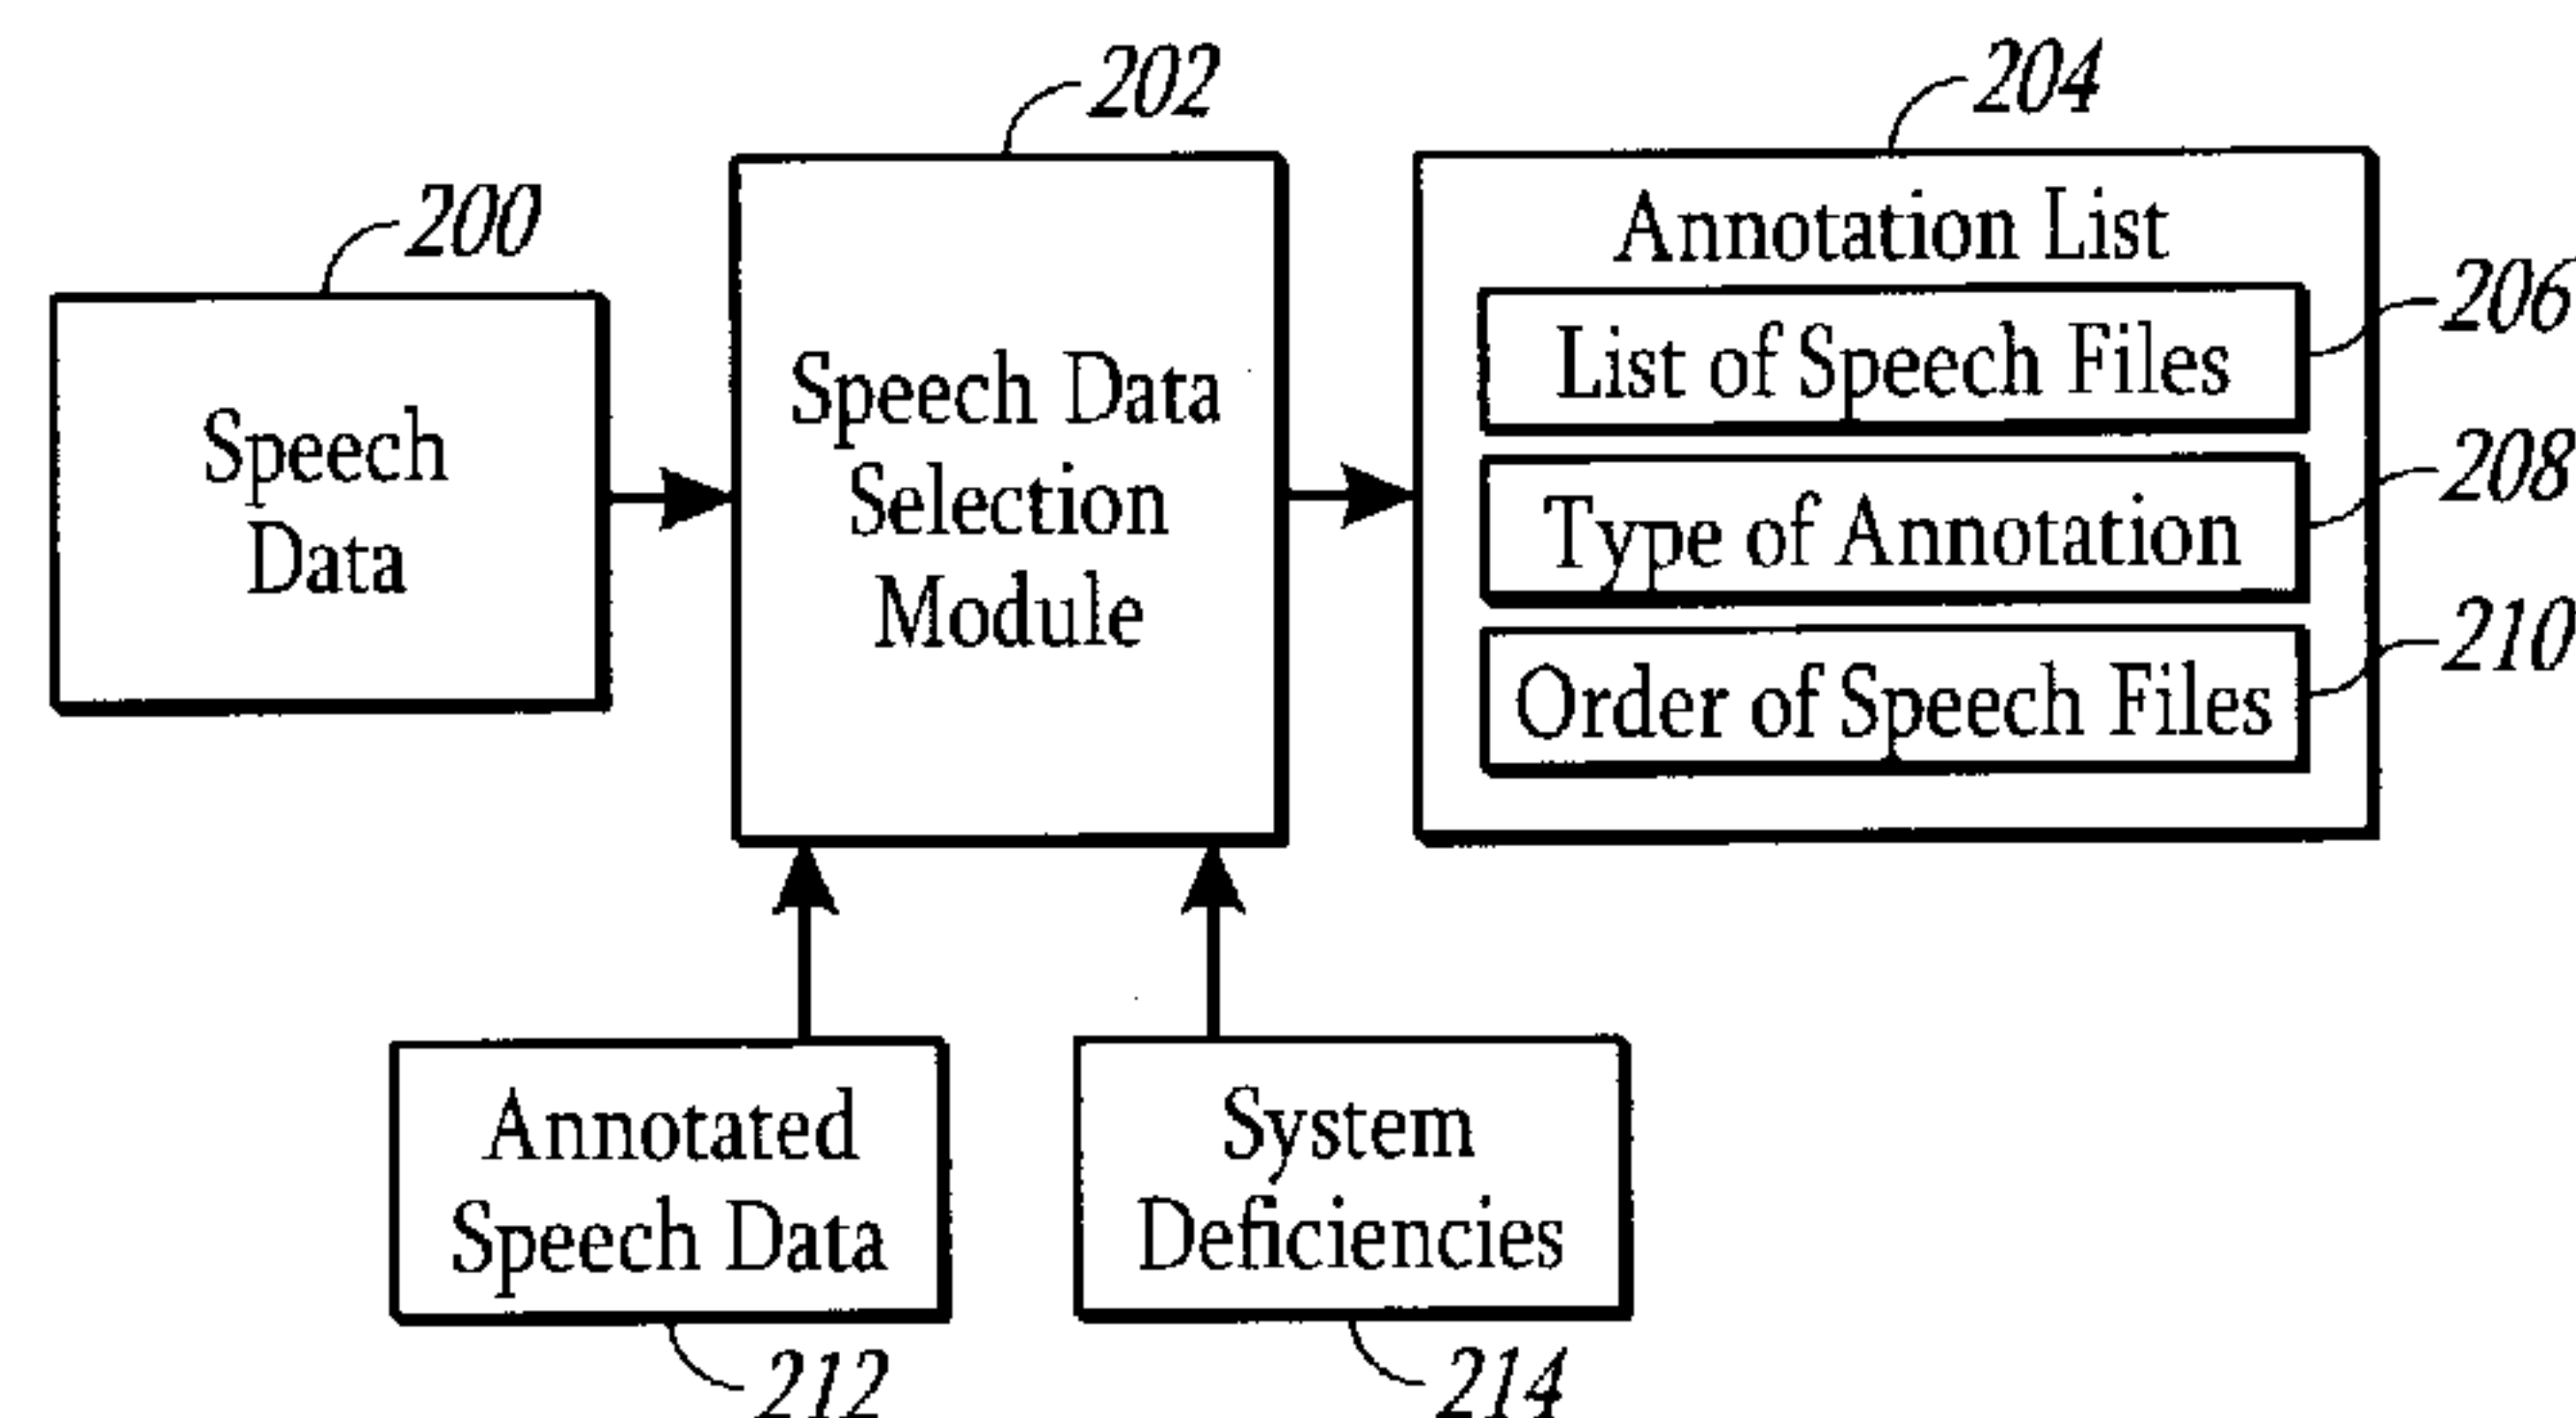 202
204
200
Annotation List
206
List of Speech Files
Speech Data
Selection
Module
Speech
Data
208
Type of Annotation
210
Order of Speech Files
Annotated
Speech Data
System
Deficiencies
212
214